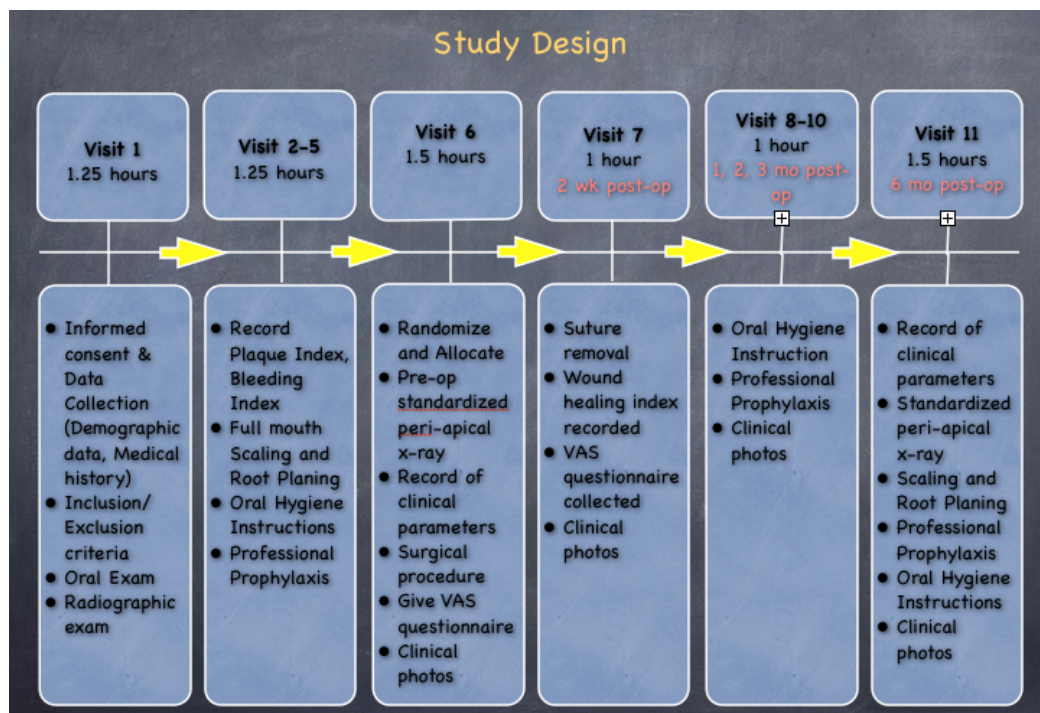 Study Design
Visit 1
1.25 hours
Visit 2-5
1.25 hours
Visit 6
1.5 hours
Visit 7
1 hour
2 wk post-op
Visit 8-10
1 hour
1, 2, 3 mo post-
op
Visit 11
1.5 hours
6 mo post-op
● Informed
consent &
Data
Collection
(Demographic
data, Medical
history)
● Inclusion/
Exclusion
criteria
● Oral Exam
● Radiographic
exam
● Record
Plaque Index,
Bleeding
Index
● Full mouth
Scaling and
Root Planing
● Oral Hygiene
Instructions
● Professional
Prophylaxis
● Randomize
and Allocate
● Pre-op
standardized
peri-apical
x-ray
● Record of
clinical
parameters
● Surgical
procedure
● Give VAS
questionnaire
● Clinical
photos
● Suture
removal
● Wound
healing index
recorded
● VAS
questionnaire
collected
● Clinical
photos
● Oral Hygiene
Instruction
● Professional
Prophylaxis
● Clinical
photos
● Record of
clinical
parameters
● Standardized
peri-apical
x-ray
● Scaling and
Root Planing
● Professional
Prophylaxis
● Oral Hygiene
Instructions
● Clinical
photos